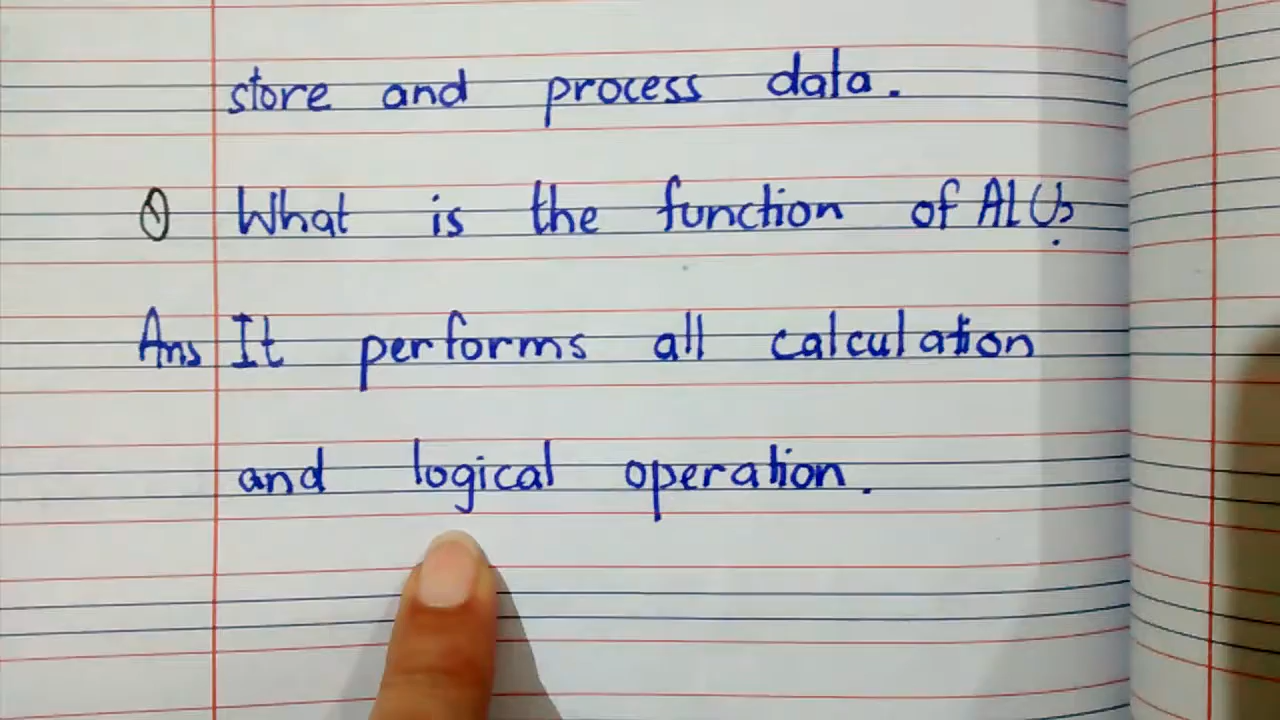 store and process data.
Q What is the function of ALU?
Ans It performs all calculation
and logical operation.